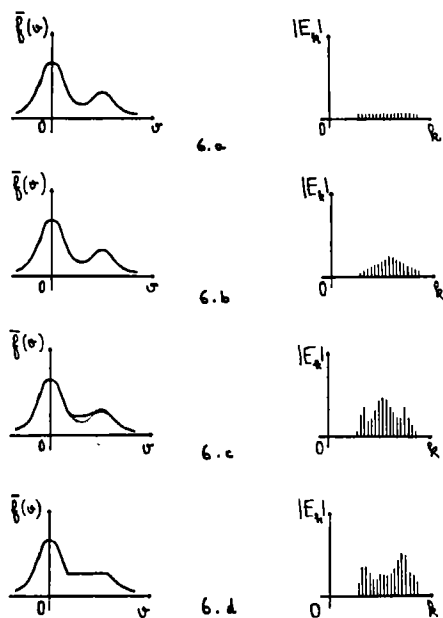 f̄(v) |E_k|
0 v 0 k
6.a
f̄(v) |E_k|
0 v 0 k
6.b
f̄(v) |E_k|
0 v 0 k
6.c
f̄(v) |E_k|
0 v 0 k
6.d